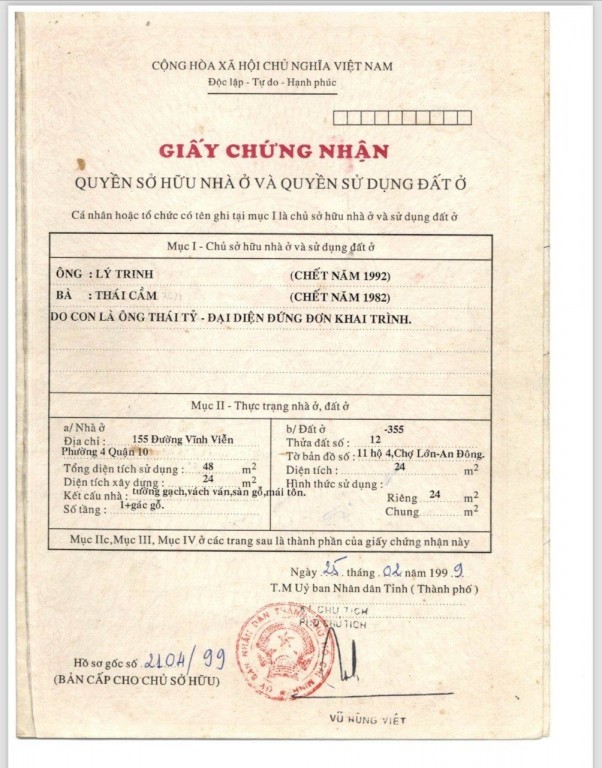 CỘNG HÒA XÃ HỘI CHỦ NGHĨA VIỆT NAM
Độc lập - Tự do - Hạnh phúc
GIẤY CHỨNG NHẬN
QUYỀN SỞ HỮU NHÀ Ở VÀ QUYỀN SỬ DỤNG ĐẤT Ở
Cá nhân hoặc tổ chức có tên ghi tại mục I là chủ sở hữu nhà ở và sử dụng đất ở
Mục I - Chủ sở hữu nhà ở và sử dụng đất ở
ÔNG : LÝ TRINH (CHẾT NĂM 1992)
BÀ : THÁI CẦM (CHẾT NĂM 1982)
DO CON LÀ ÔNG THÁI TỶ - ĐẠI DIỆN ĐỨNG ĐƠN KHAI TRÌNH.
Mục II - Thực trạng nhà ở, đất ở
a/ Nhà ở
Địa chỉ : 155 Đường Vĩnh Viễn
Phường 4 Quận 10
Tổng diện tích sử dụng : 48 m2
Diện tích xây dựng : 24 m2
Kết cấu nhà : tường gạch,vách ván,sàn gỗ,mái tôn.
Số tầng : 1+gác gỗ.
b/ Đất ở -355
Thửa đất số : 12
Tờ bản đồ số : 11 hộ 4,Chợ Lớn-An Đông.
Diện tích : 24 m2
Hình thức sử dụng :
Riêng 24 m2
Chung m2
Mục IIc,Mục III, Mục IV ở các trang sau là thành phần của giấy chứng nhận này
Ngày 25 tháng 02 năm 1999
T.M Uỷ ban Nhân dân Tỉnh ( Thành phố )
KT CHỦ TỊCH
PHÓ CHỦ TỊCH
Hồ sơ gốc số 2104/99
(BẢN CẤP CHO CHỦ SỞ HỮU)
VŨ HÙNG VIỆT